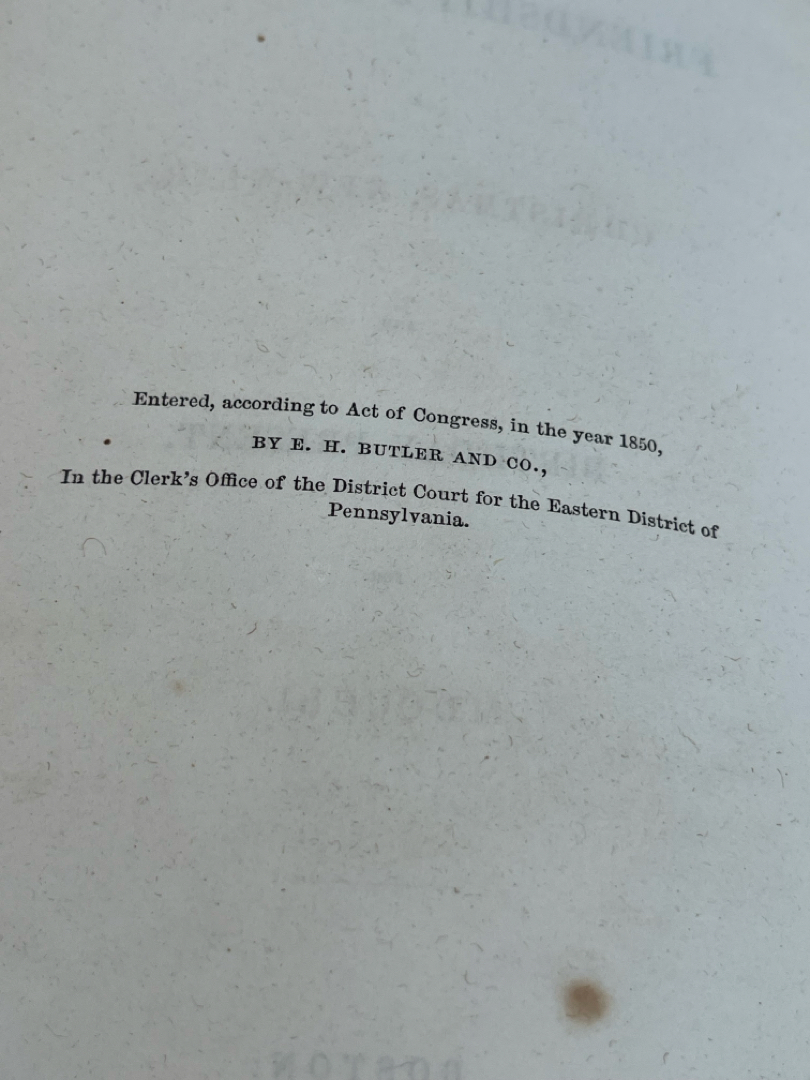 Entered, according to Act of Congress, in the year 1850,
BY E. H. BUTLER AND CO.,
In the Clerk's Office of the District Court for the Eastern District of
Pennsylvania.